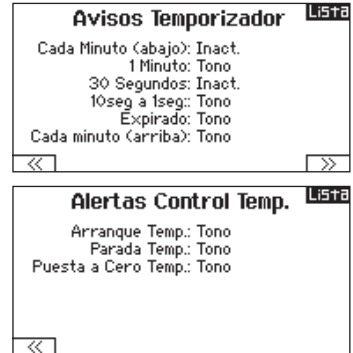 Avisos Temporizador
Lista
Cada Minuto (abajo): Inact.
1 Minuto: Tono
30 Segundos: Inact.
10seg a 1seg:: Tono
Expirado: Tono
Cada minuto (arriba): Tono
<< >>
Alertas Control Temp.
Lista
Arranque Temp.: Tono
Parada Temp.: Tono
Puesta a Cero Temp.: Tono
<<